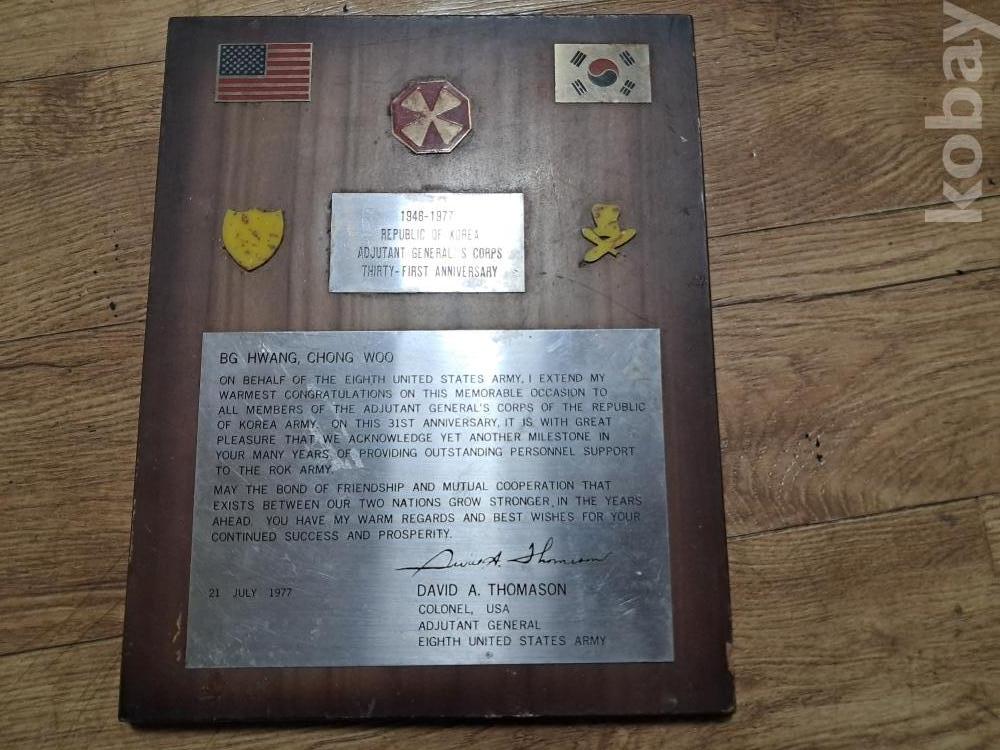 kobay
1946-1977
REPUBLIC OF KOREA
ADJUTANT GENERAL'S CORPS
THIRTY-FIRST ANNIVERSARY
BG HWANG, CHONG WOO
ON BEHALF OF THE EIGHTH UNITED STATES ARMY, I EXTEND MY
WARMEST CONGRATULATIONS ON THIS MEMORABLE OCCASION TO
ALL MEMBERS OF THE ADJUTANT GENERAL'S CORPS OF THE REPUBLIC
OF KOREA ARMY. ON THIS 31ST ANNIVERSARY, IT IS WITH GREAT
PLEASURE THAT WE ACKNOWLEDGE YET ANOTHER MILESTONE IN
YOUR MANY YEARS OF PROVIDING OUTSTANDING PERSONNEL SUPPORT
TO THE ROK ARMY.
MAY THE BOND OF FRIENDSHIP AND MUTUAL COOPERATION THAT
EXISTS BETWEEN OUR TWO NATIONS GROW STRONGER IN THE YEARS
AHEAD. YOU HAVE MY WARM REGARDS AND BEST WISHES FOR YOUR
CONTINUED SUCCESS AND PROSPERITY.
David A. Thomason
21 JULY 1977
DAVID A. THOMASON
COLONEL, USA
ADJUTANT GENERAL
EIGHTH UNITED STATES ARMY